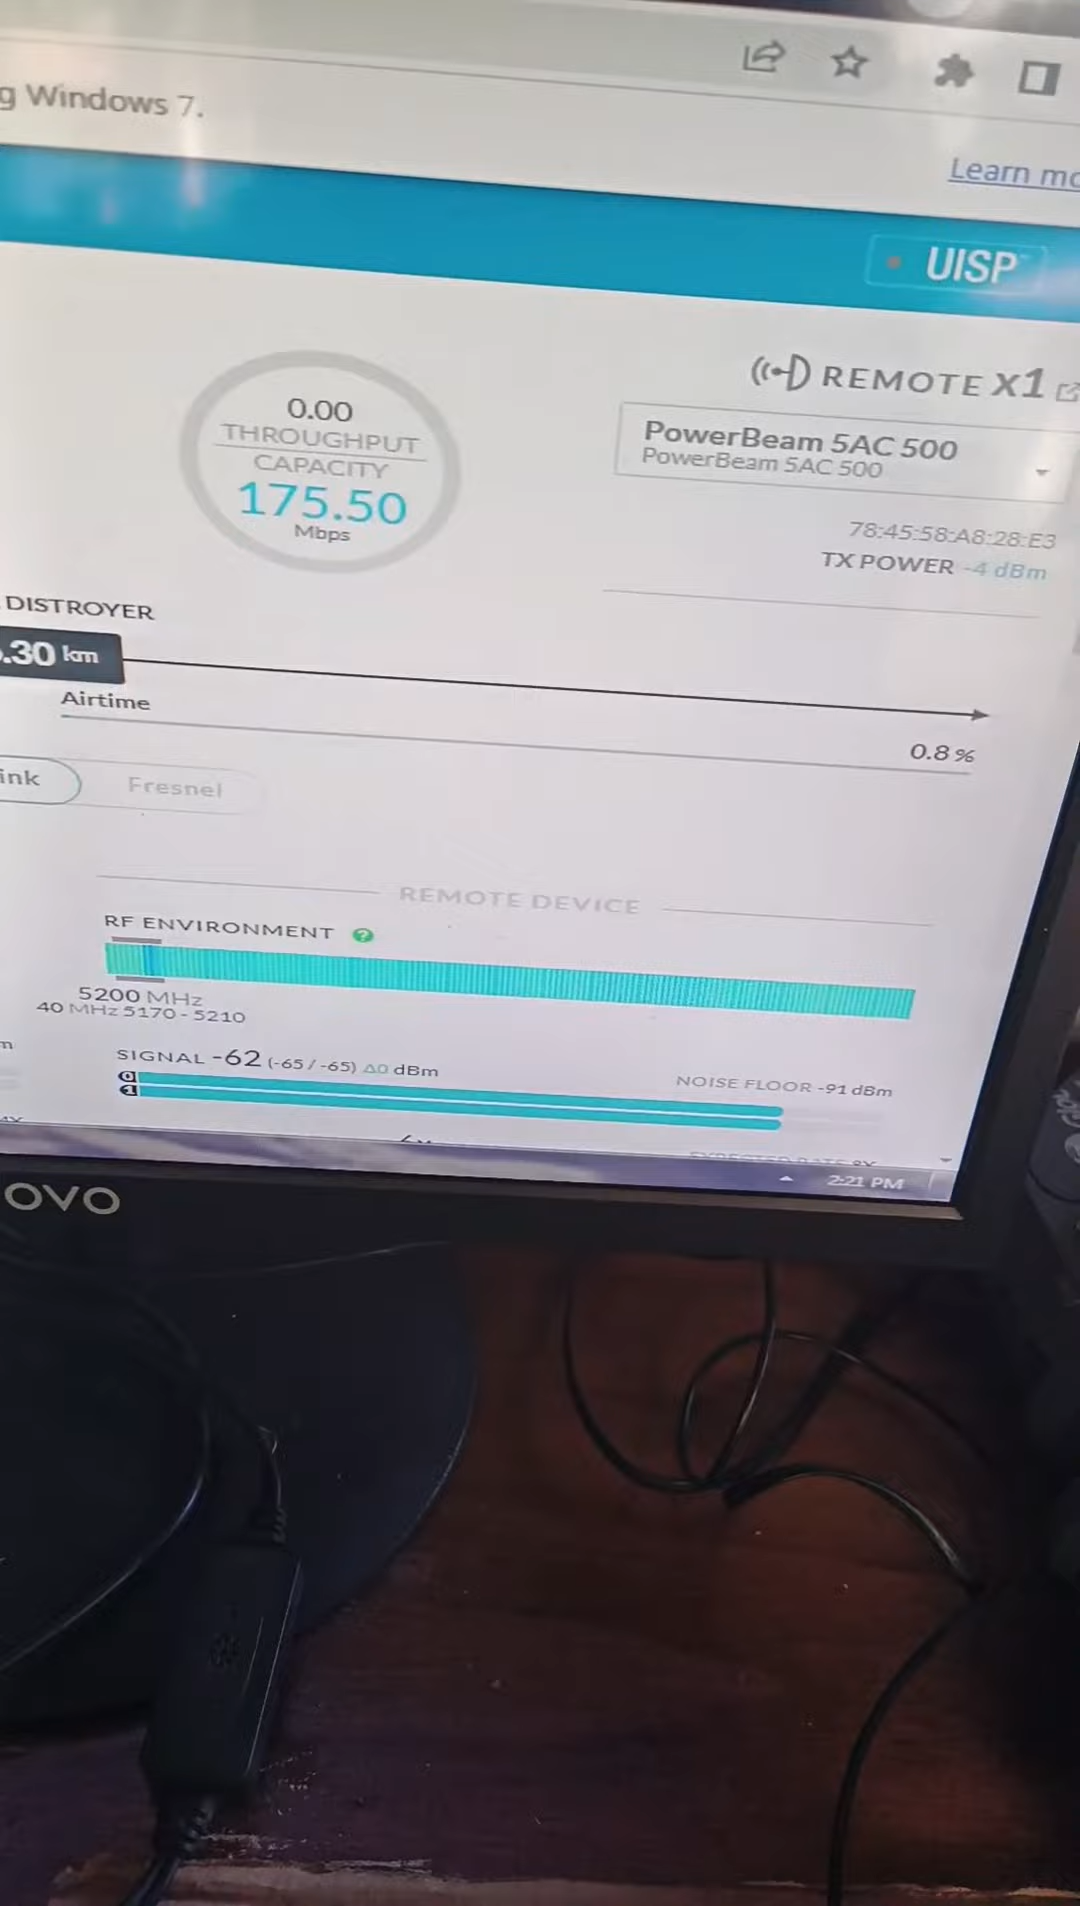 g Windows 7.
Learn mo
UISP
REMOTE X1
PowerBeam 5AC 500
PowerBeam 5AC 500
0.00
THROUGHPUT
CAPACITY
175.50
Mbps
78:45:58:A8:28:E3
TX POWER -4 dBm
DISTROYER
.30 km
Airtime
0.8 %
ink
Fresnel
REMOTE DEVICE
RF ENVIRONMENT ?
5200 MHz
40 MHz 5170 - 5210
SIGNAL -62 (-65 / -65) Δ0 dBm
NOISE FLOOR -91 dBm
0
1
2:21 PM
OVO